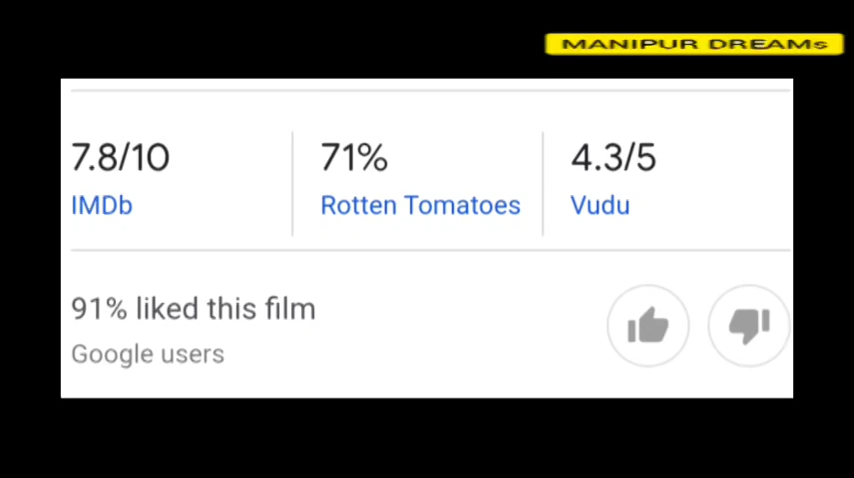 MANIPUR DREAMs
7.8/10
IMDb
71%
Rotten Tomatoes
4.3/5
Vudu
91% liked this film
Google users